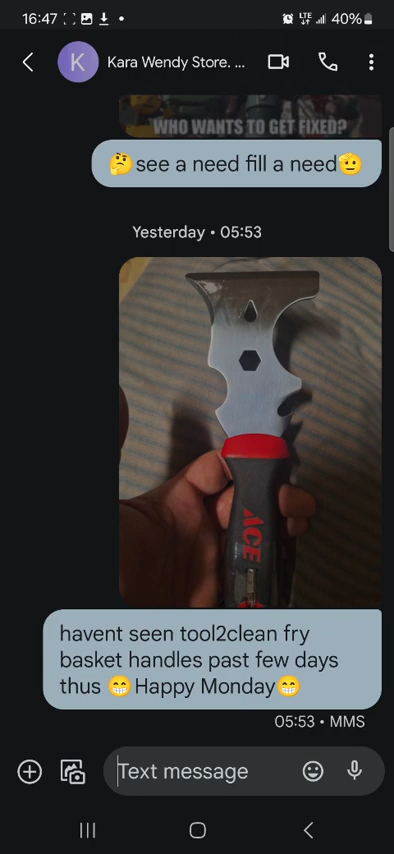 16:47 LTE 40%
K Kara Wendy Store. ...
WHO WANTS TO GET FIXED?
🤔see a need fill a need🫡
Yesterday • 05:53
ACE
havent seen tool2clean fry
basket handles past few days
thus 😁Happy Monday😁
05:53 • MMS
Text message